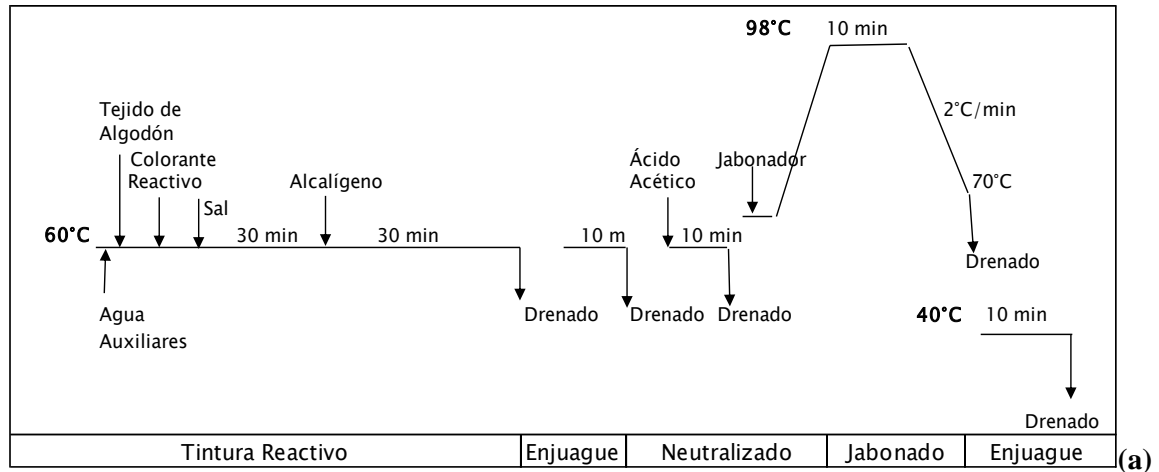 98°C 10 min
Tejido de
Algodón
2°C/min
Colorante
Reactivo
Ácido
Acético
Jabonador
Alcalígeno
70°C
Sal
60°C 30 min 30 min 10 m 10 min
Drenado
Agua
Auxiliares
Drenado Drenado Drenado
40°C 10 min
Drenado
Tintura Reactivo Enjuague Neutralizado Jabonado Enjuague (a)